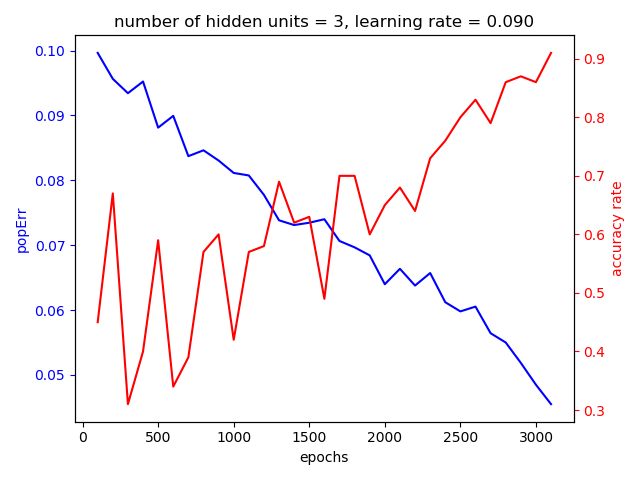 number of hidden units = 3, learning rate = 0.090
0.10
0.09
0.08
0.07
0.06
0.05
popErr
0.9
0.8
0.7
0.6
0.5
0.4
0.3
accuracy rate
0 500 1000 1500 2000 2500 3000
epochs